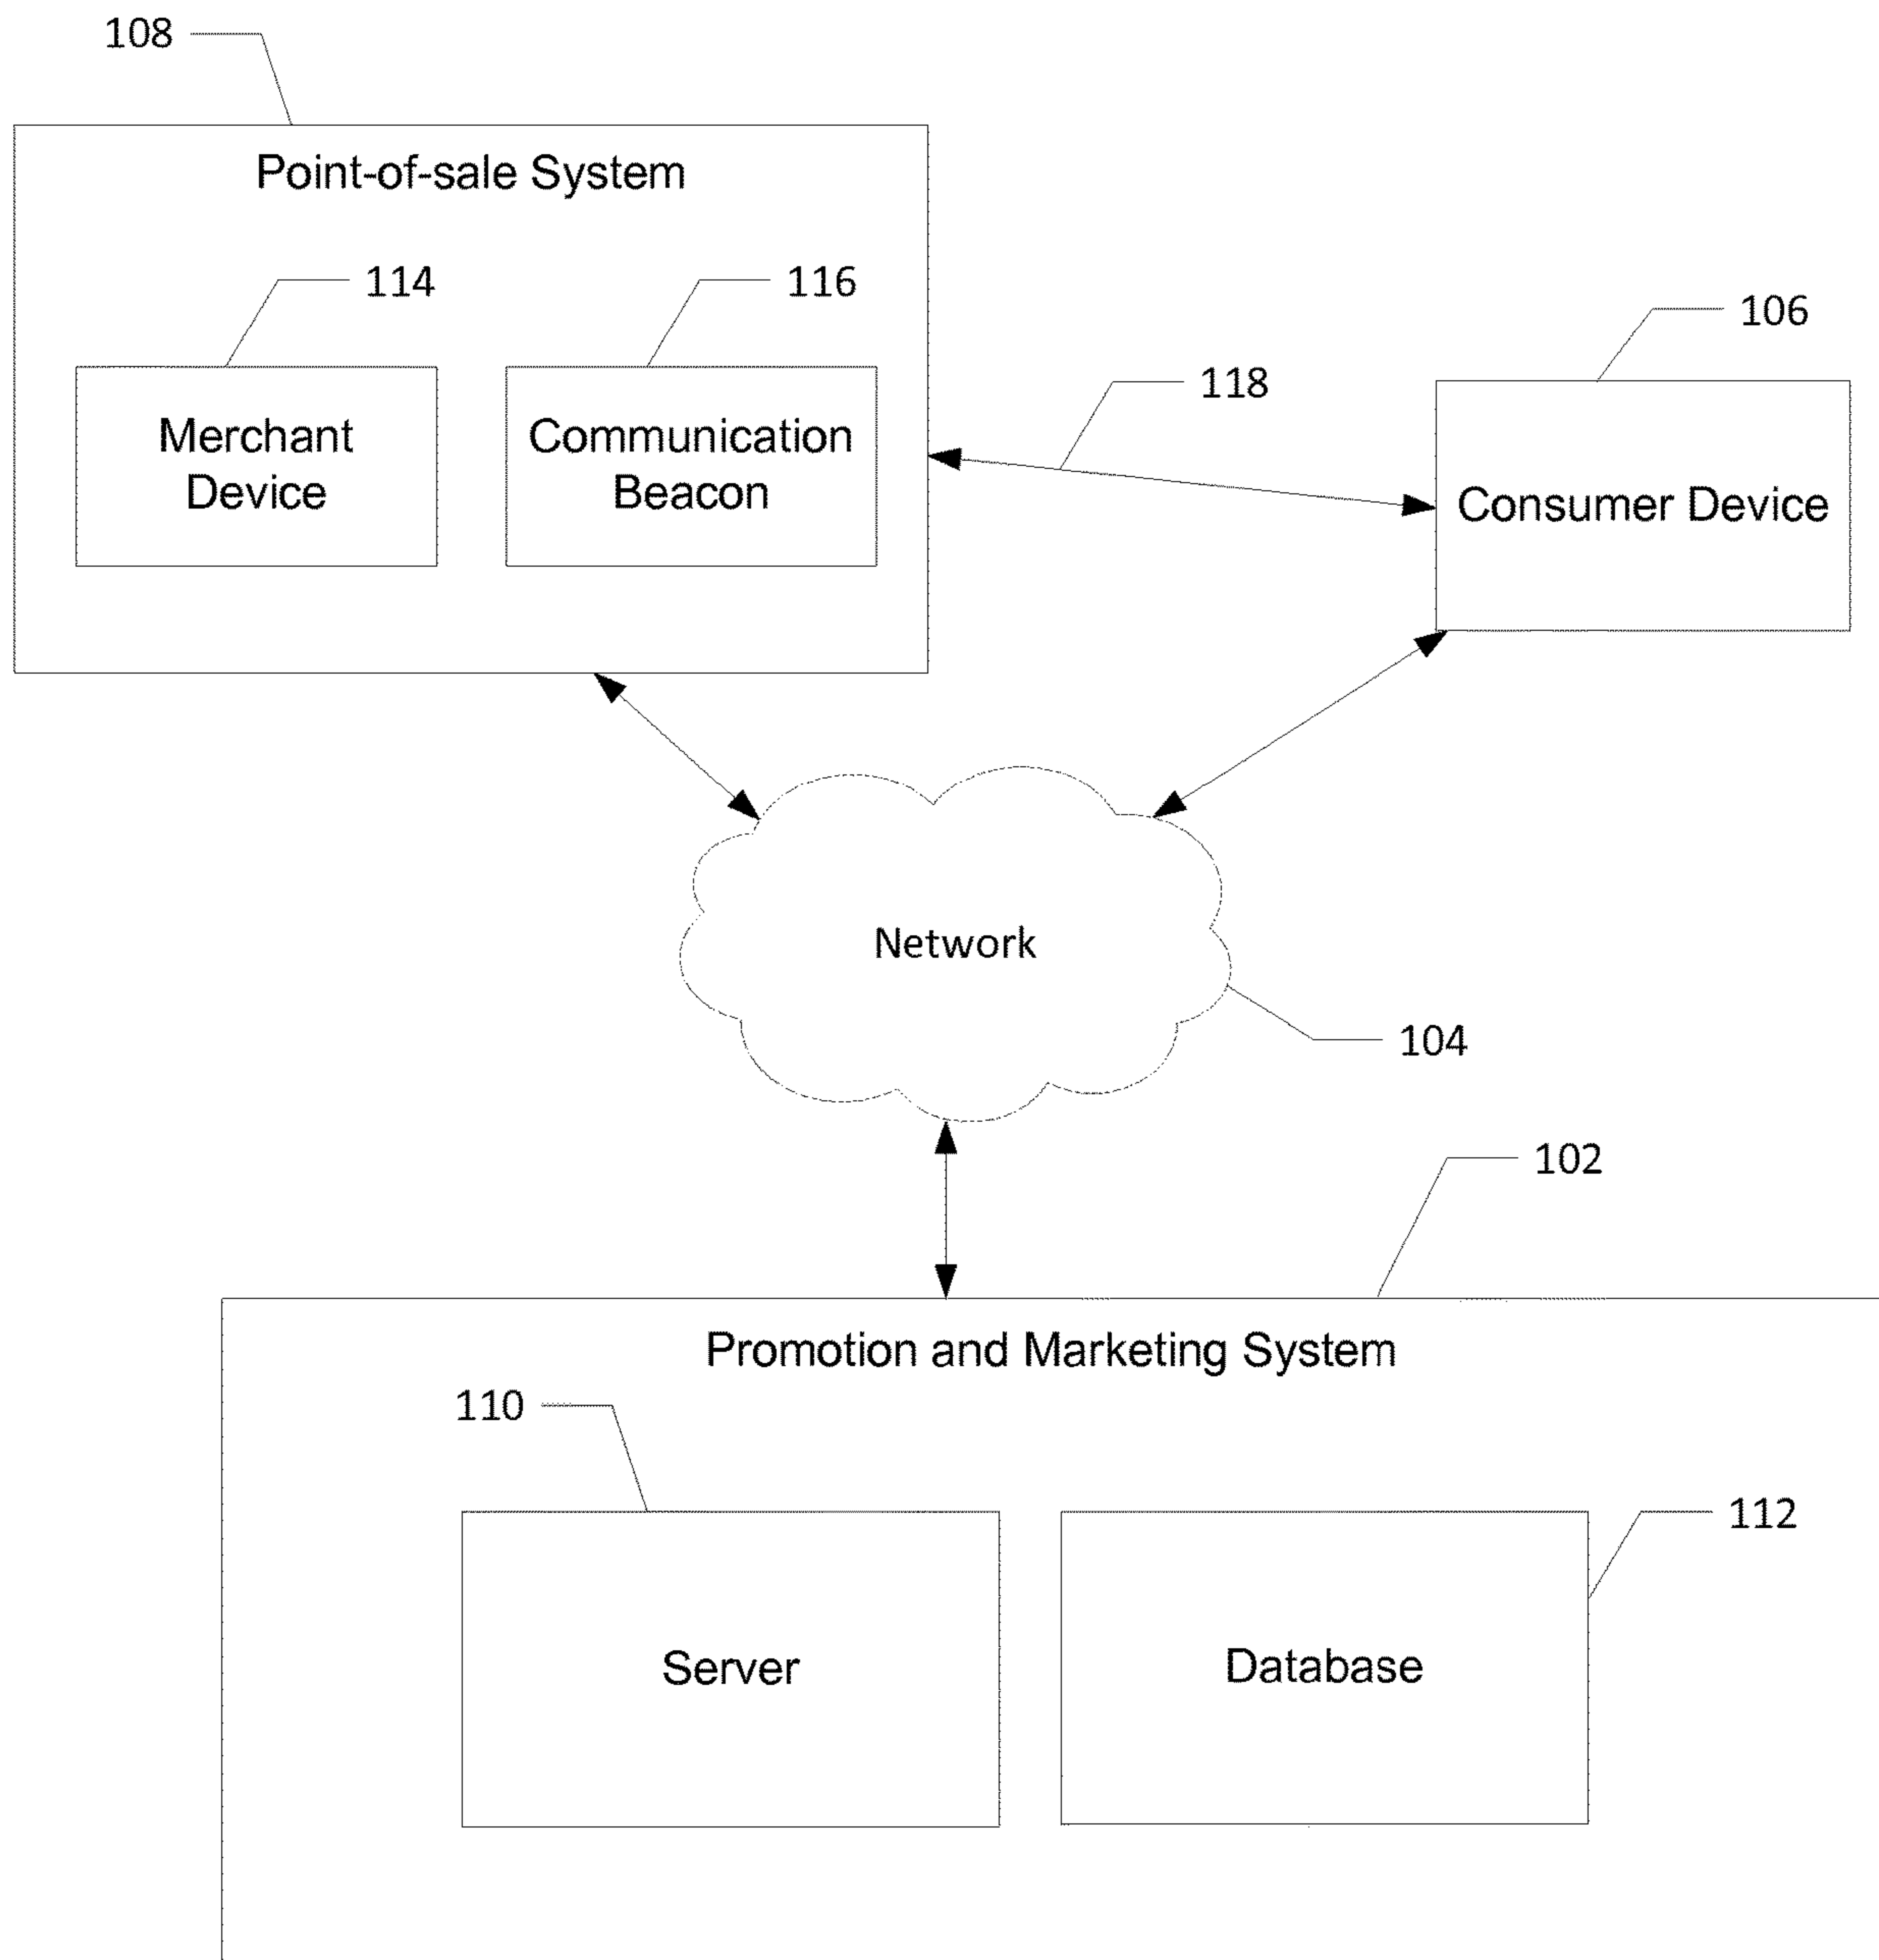 108
Point-of-sale System
114
116
106
118
Merchant
Device
Communication
Beacon
Consumer Device
Network
104
102
Promotion and Marketing System
110
112
Server
Database